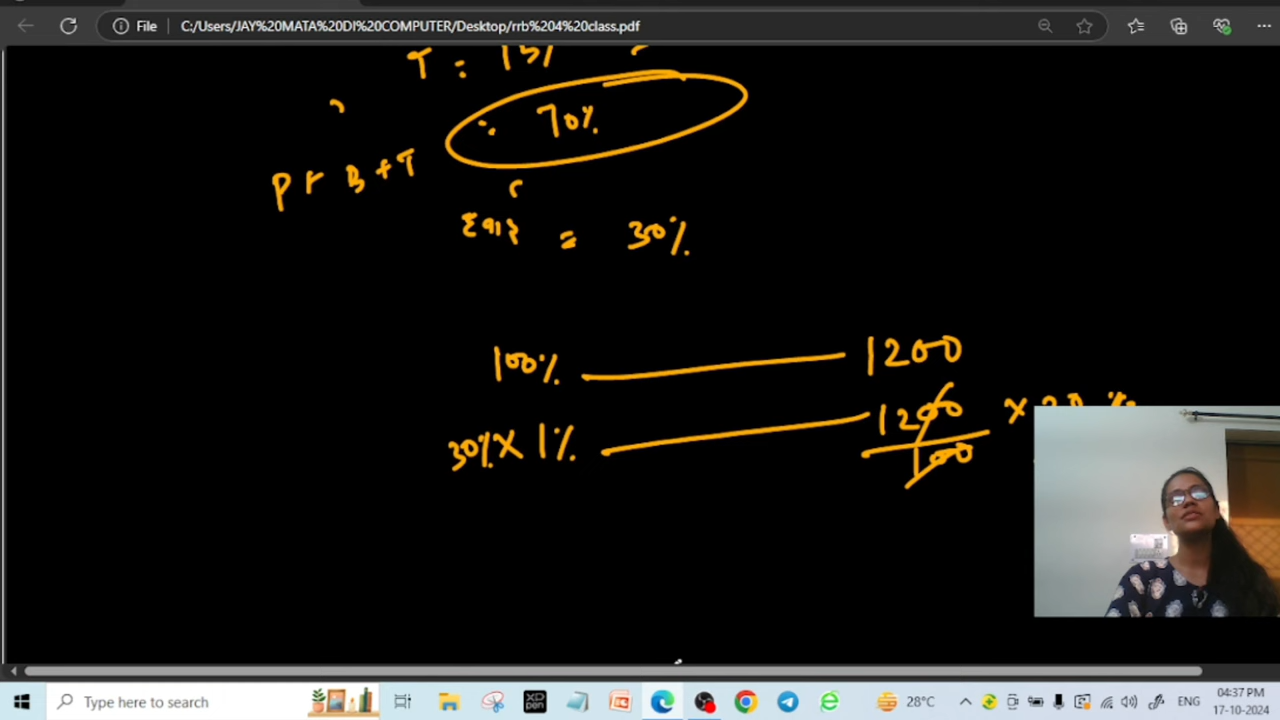 File C:/Users/JAY%20MATA%20DI%20COMPUTER/Desktop/rrb%204%20class.pdf
T =
= 70%
P + B + T
= 30%
100% 1200
30% × 1% 1200 ×
100
Type here to search
28°C
ENG
04:37 PM
17-10-2024